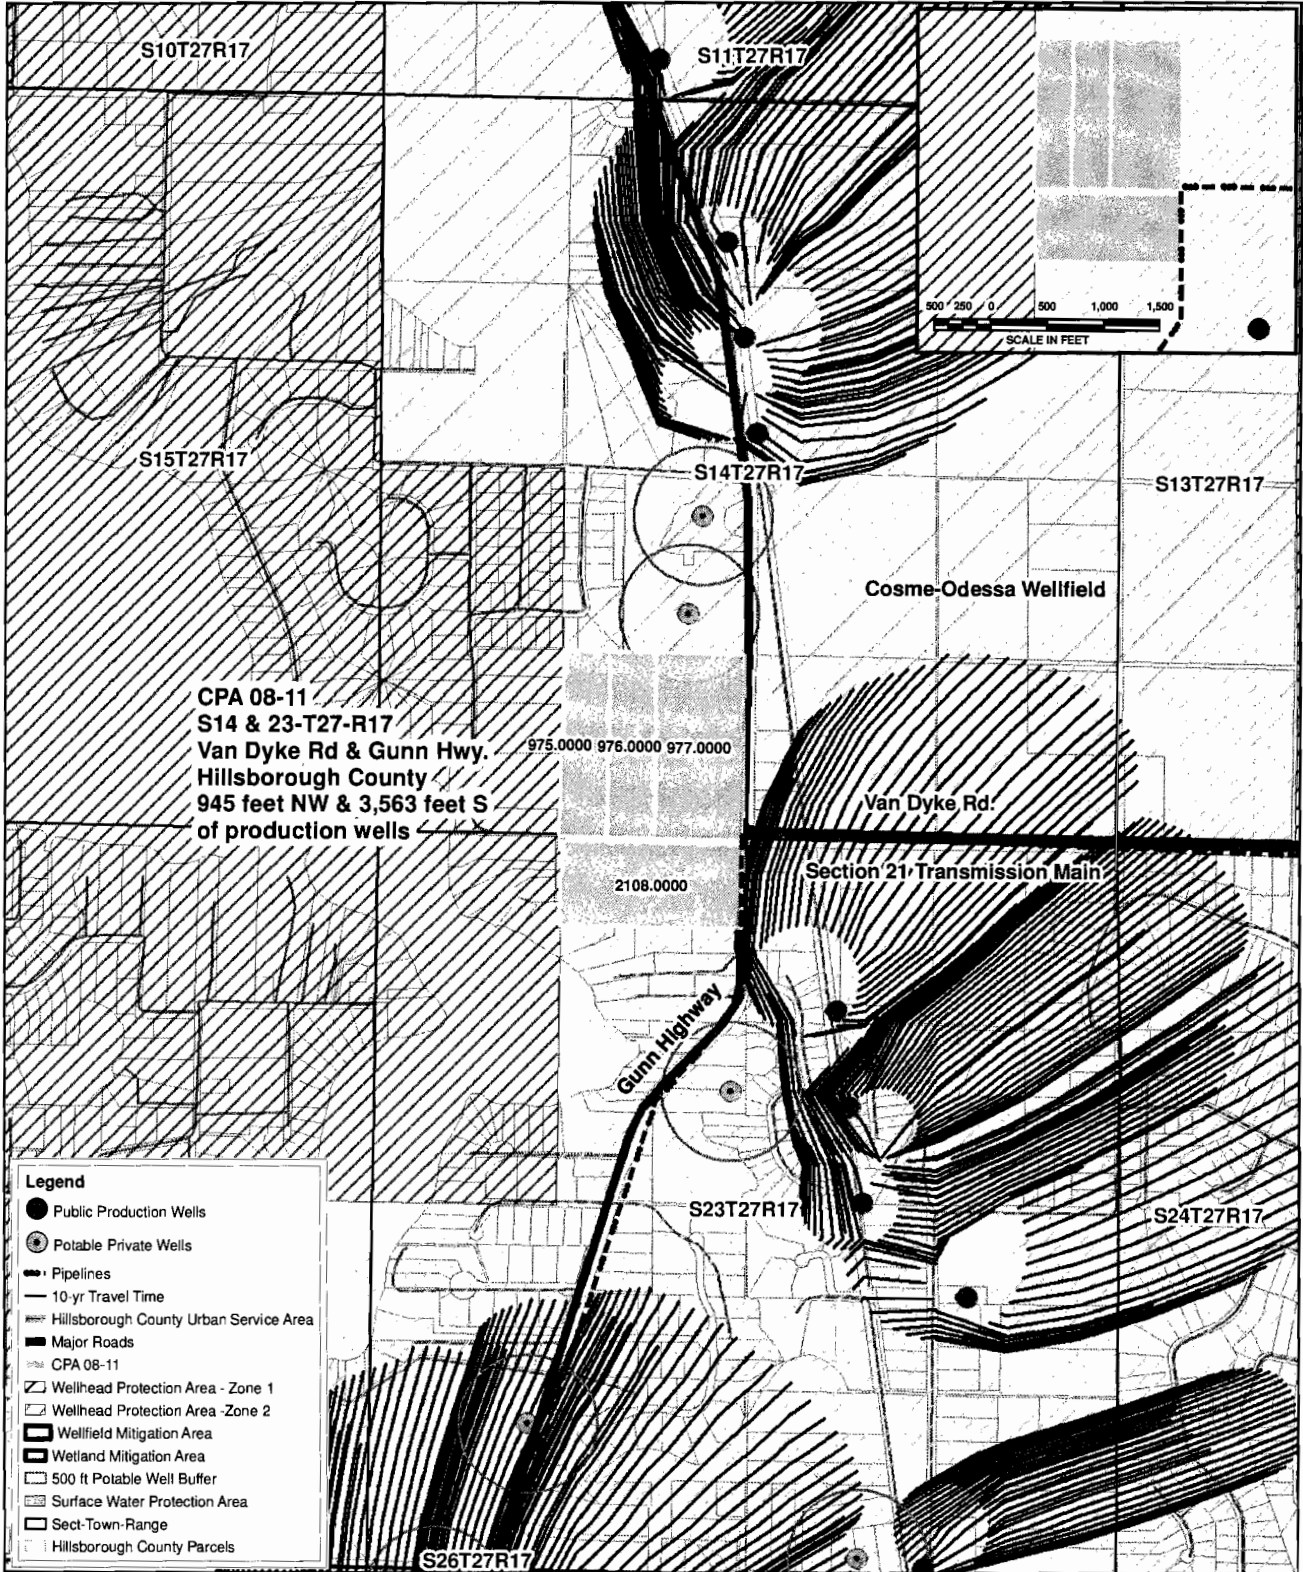 S10T27R17
S11T27R17
500 250 0 500 1,000 1,500
SCALE IN FEET
S15T27R17
S14T27R17
S13T27R17
Cosme-Odessa Wellfield
CPA 08-11
S14 & 23-T27-R17
Van Dyke Rd & Gunn Hwy.
Hillsborough County
945 feet NW & 3,563 feet S
of production wells
975.0000 976.0000 977.0000
Van Dyke Rd.
Section 21 Transmission Main
2108.0000
Gunn Highway
S23T27R17
S24T27R17
Legend
Public Production Wells
Potable Private Wells
Pipelines
10-yr Travel Time
Hillsborough County Urban Service Area
Major Roads
CPA 08-11
Wellhead Protection Area - Zone 1
Wellhead Protection Area -Zone 2
Wellfield Mitigation Area
Wetland Mitigation Area
500 ft Potable Well Buffer
Surface Water Protection Area
Sect-Town-Range
Hillsborough County Parcels
S26T27R17